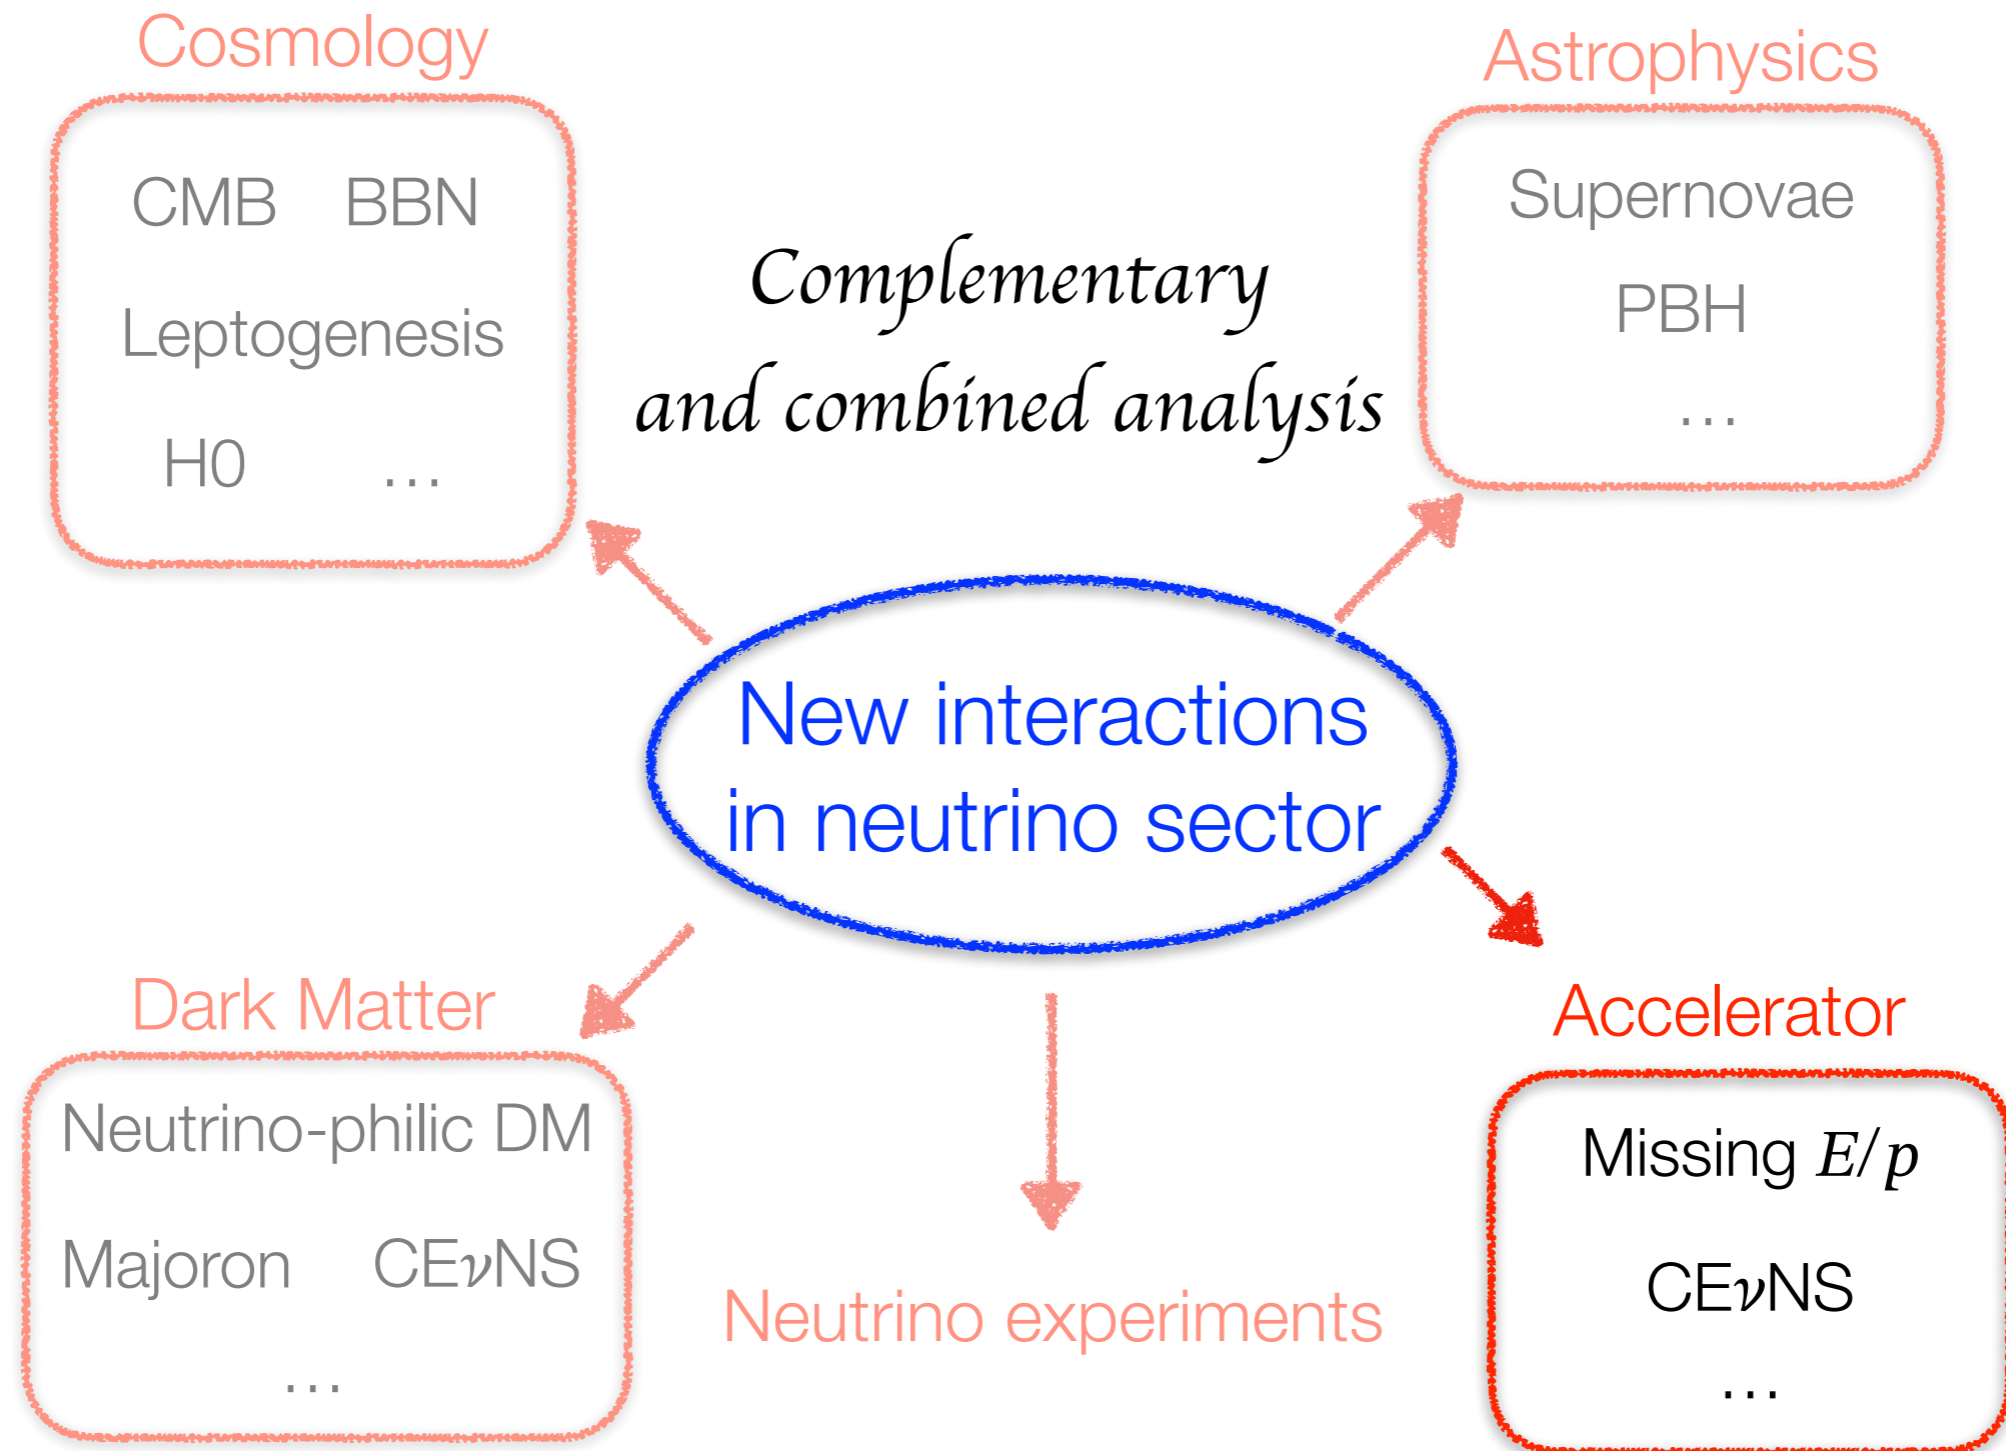 Cosmology
CMB BBN
Leptogenesis
H0 …
Complementary
and combined analysis
Astrophysics
Supernovae
PBH
…
New interactions
in neutrino sector
Dark Matter
Neutrino-philic DM
Majoron CEνNS
…
Neutrino experiments
Accelerator
Missing E/p
CEνNS
…